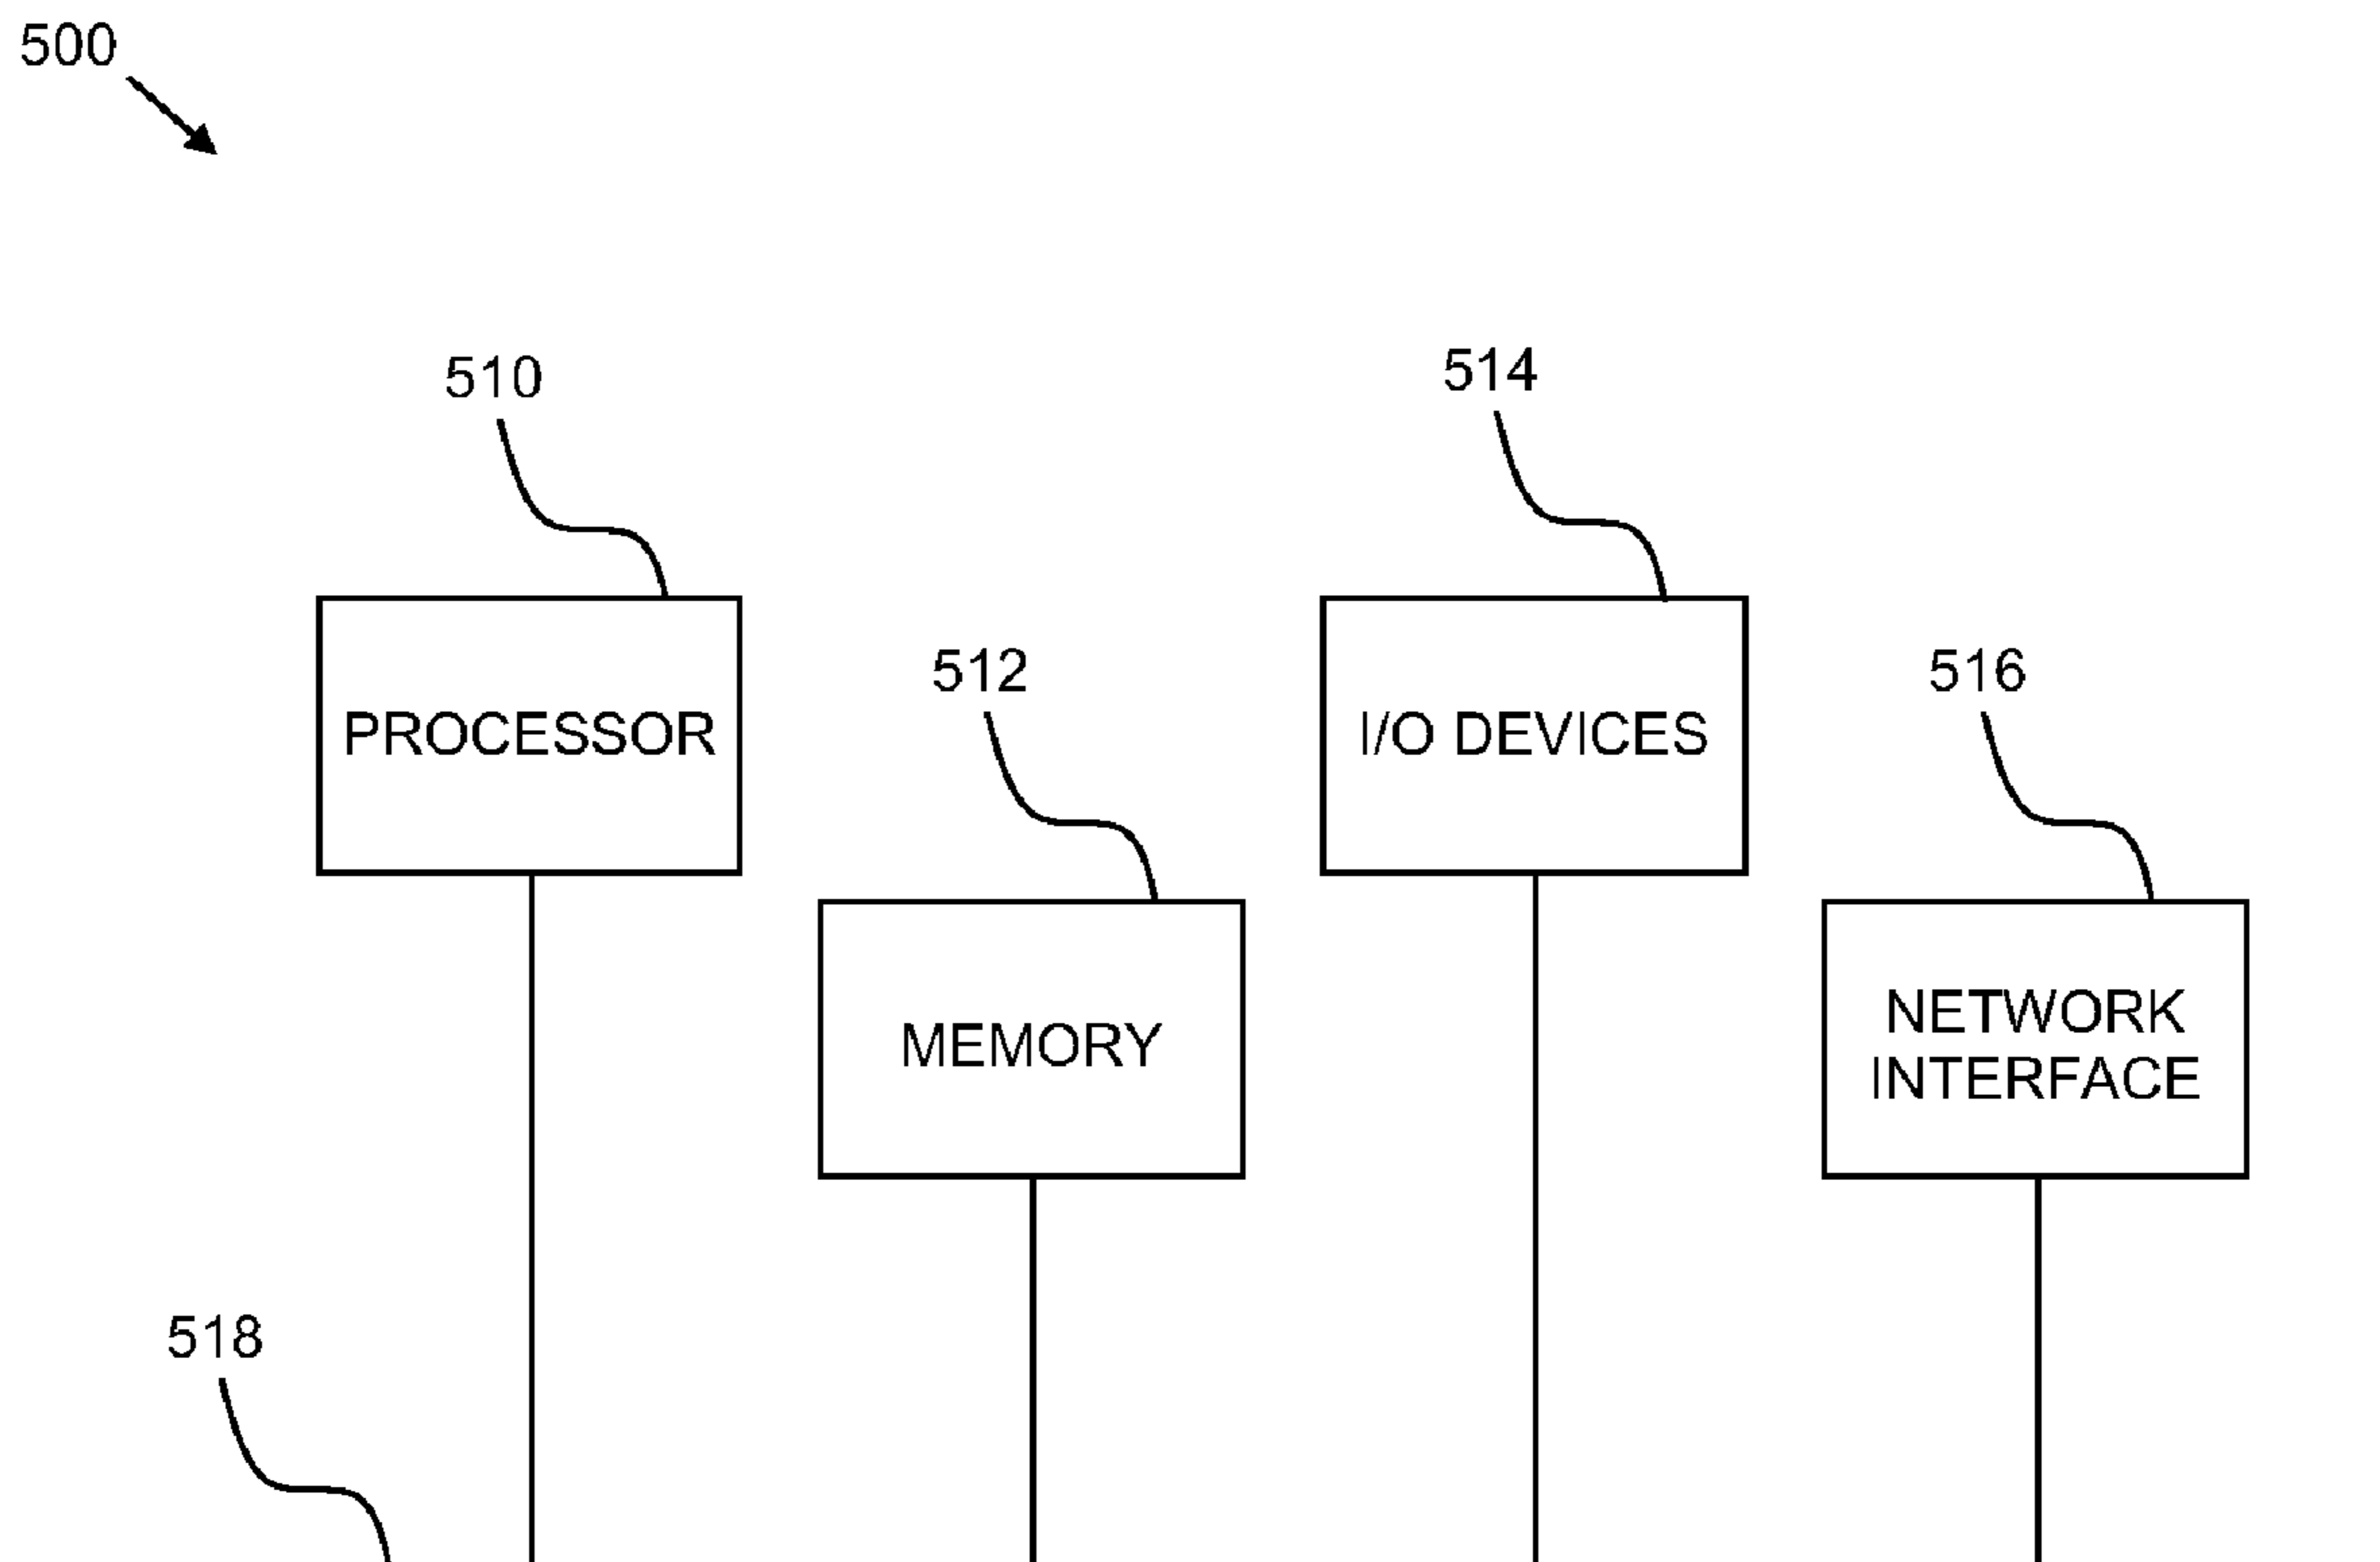 500
510
514
512
516
PROCESSOR
I/O DEVICES
MEMORY
NETWORK
INTERFACE
518